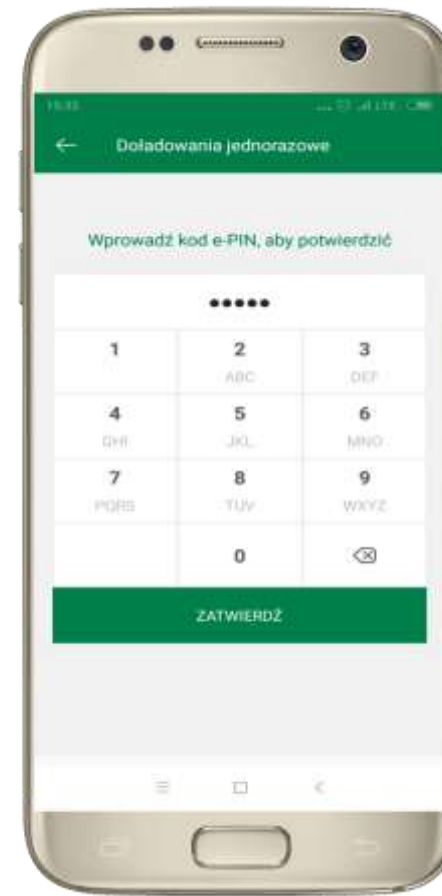 Doładowania jednorazowe
Wprowadź kod e-PIN, aby potwierdzić
•••••
1 2 3
ABC DEF
4 5 6
GHI JKL MNO
7 8 9
PQRS TUV WXYZ
0
ZATWIERDŹ